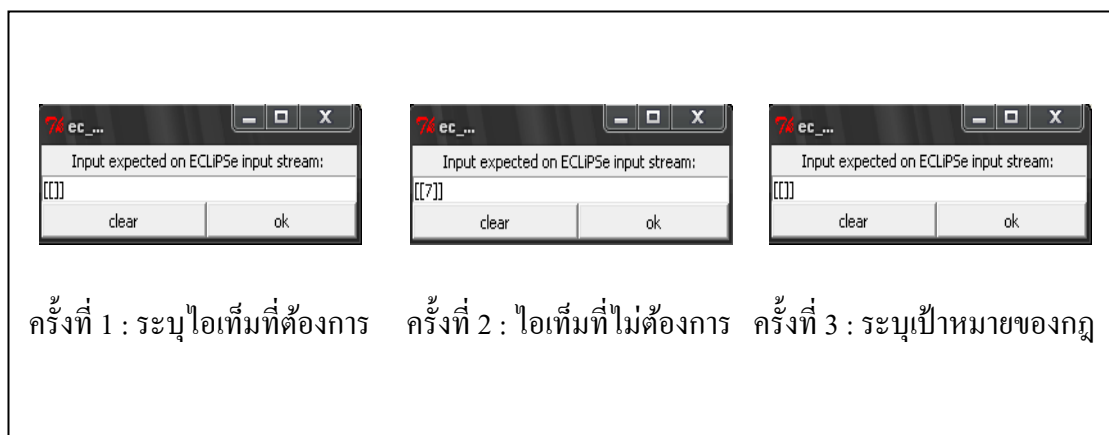 ec_...
Input expected on ECLiPSe input stream:
[[]]
clear ok
ec_...
Input expected on ECLiPSe input stream:
[[7]]
clear ok
ec_...
Input expected on ECLiPSe input stream:
[[]]
clear ok
ครั้งที่ 1 : ระบุไอเท็มที่ต้องการ
ครั้งที่ 2 : ไอเท็มที่ไม่ต้องการ
ครั้งที่ 3 : ระบุเป้าหมายของกฎ